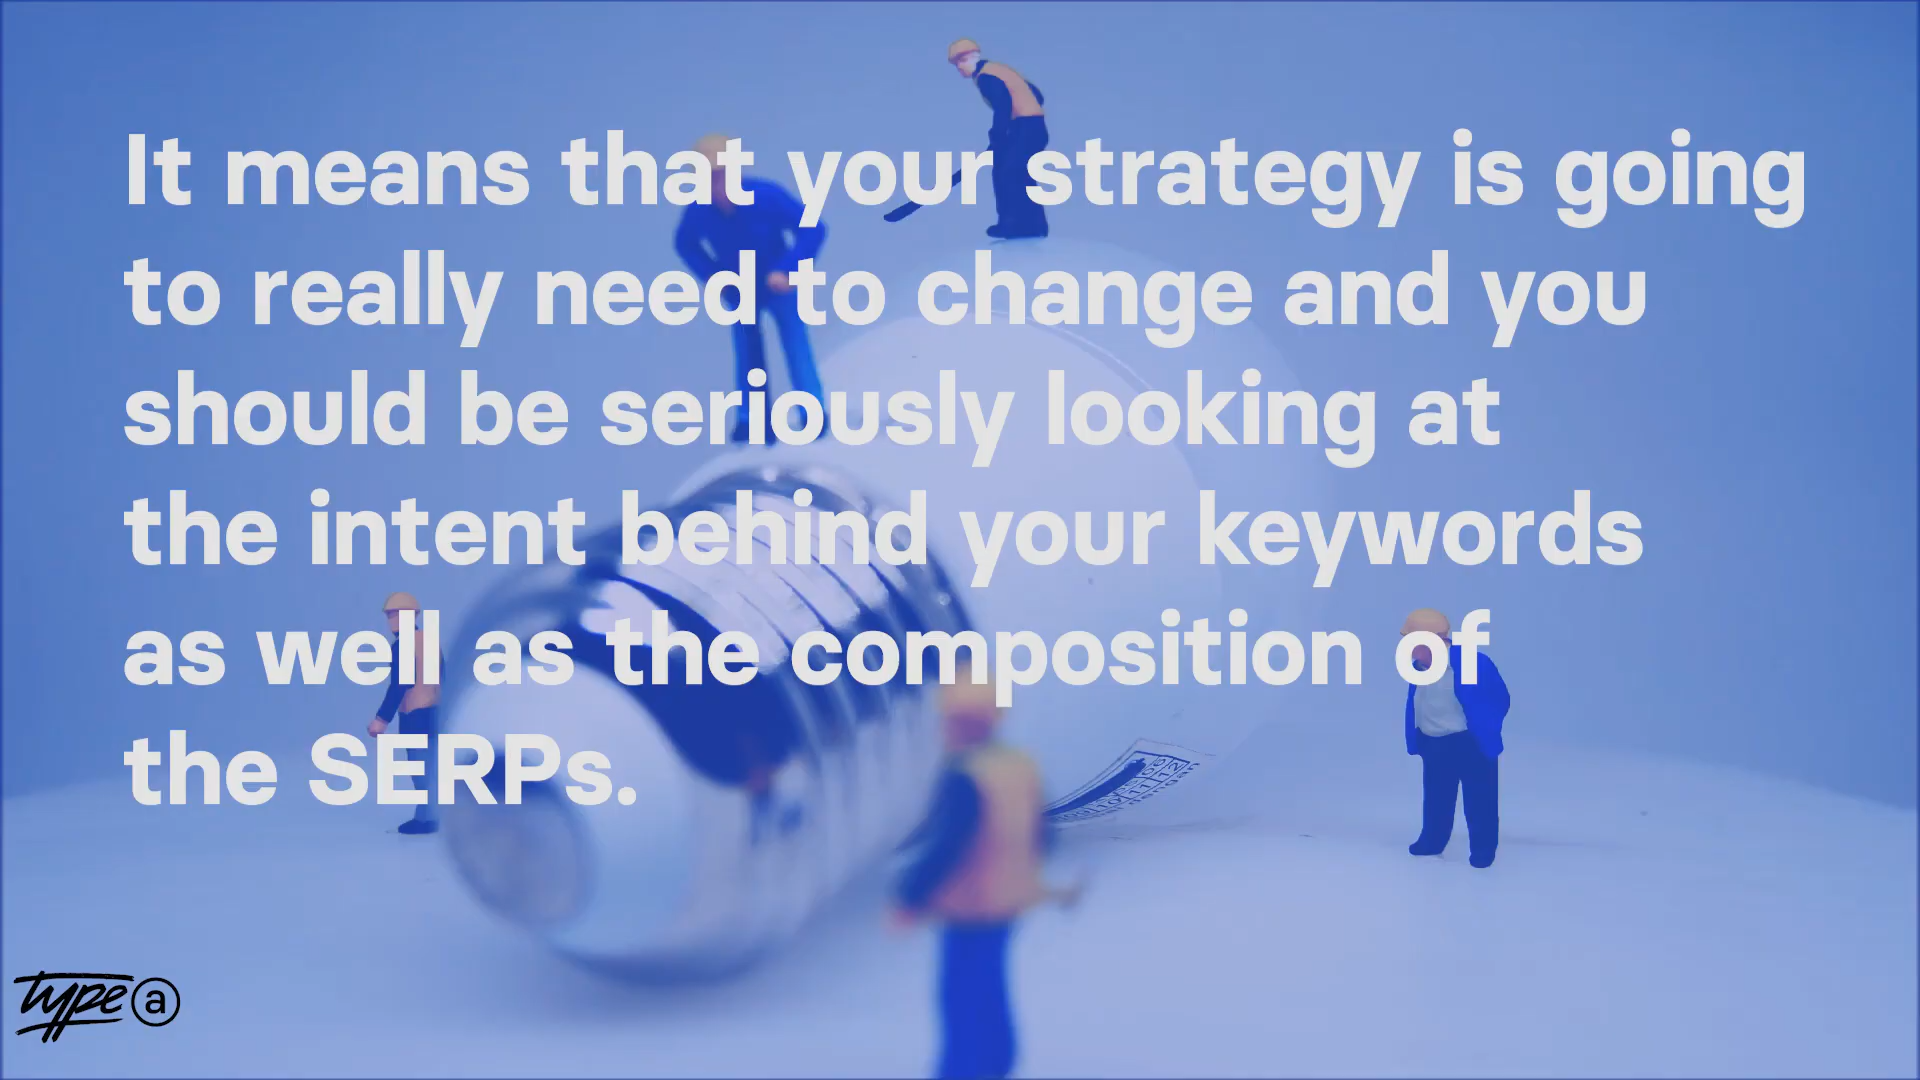 It means that your strategy is going
to really need to change and you
should be seriously looking at
the intent behind your keywords
as well as the composition of
the SERPs.
type a